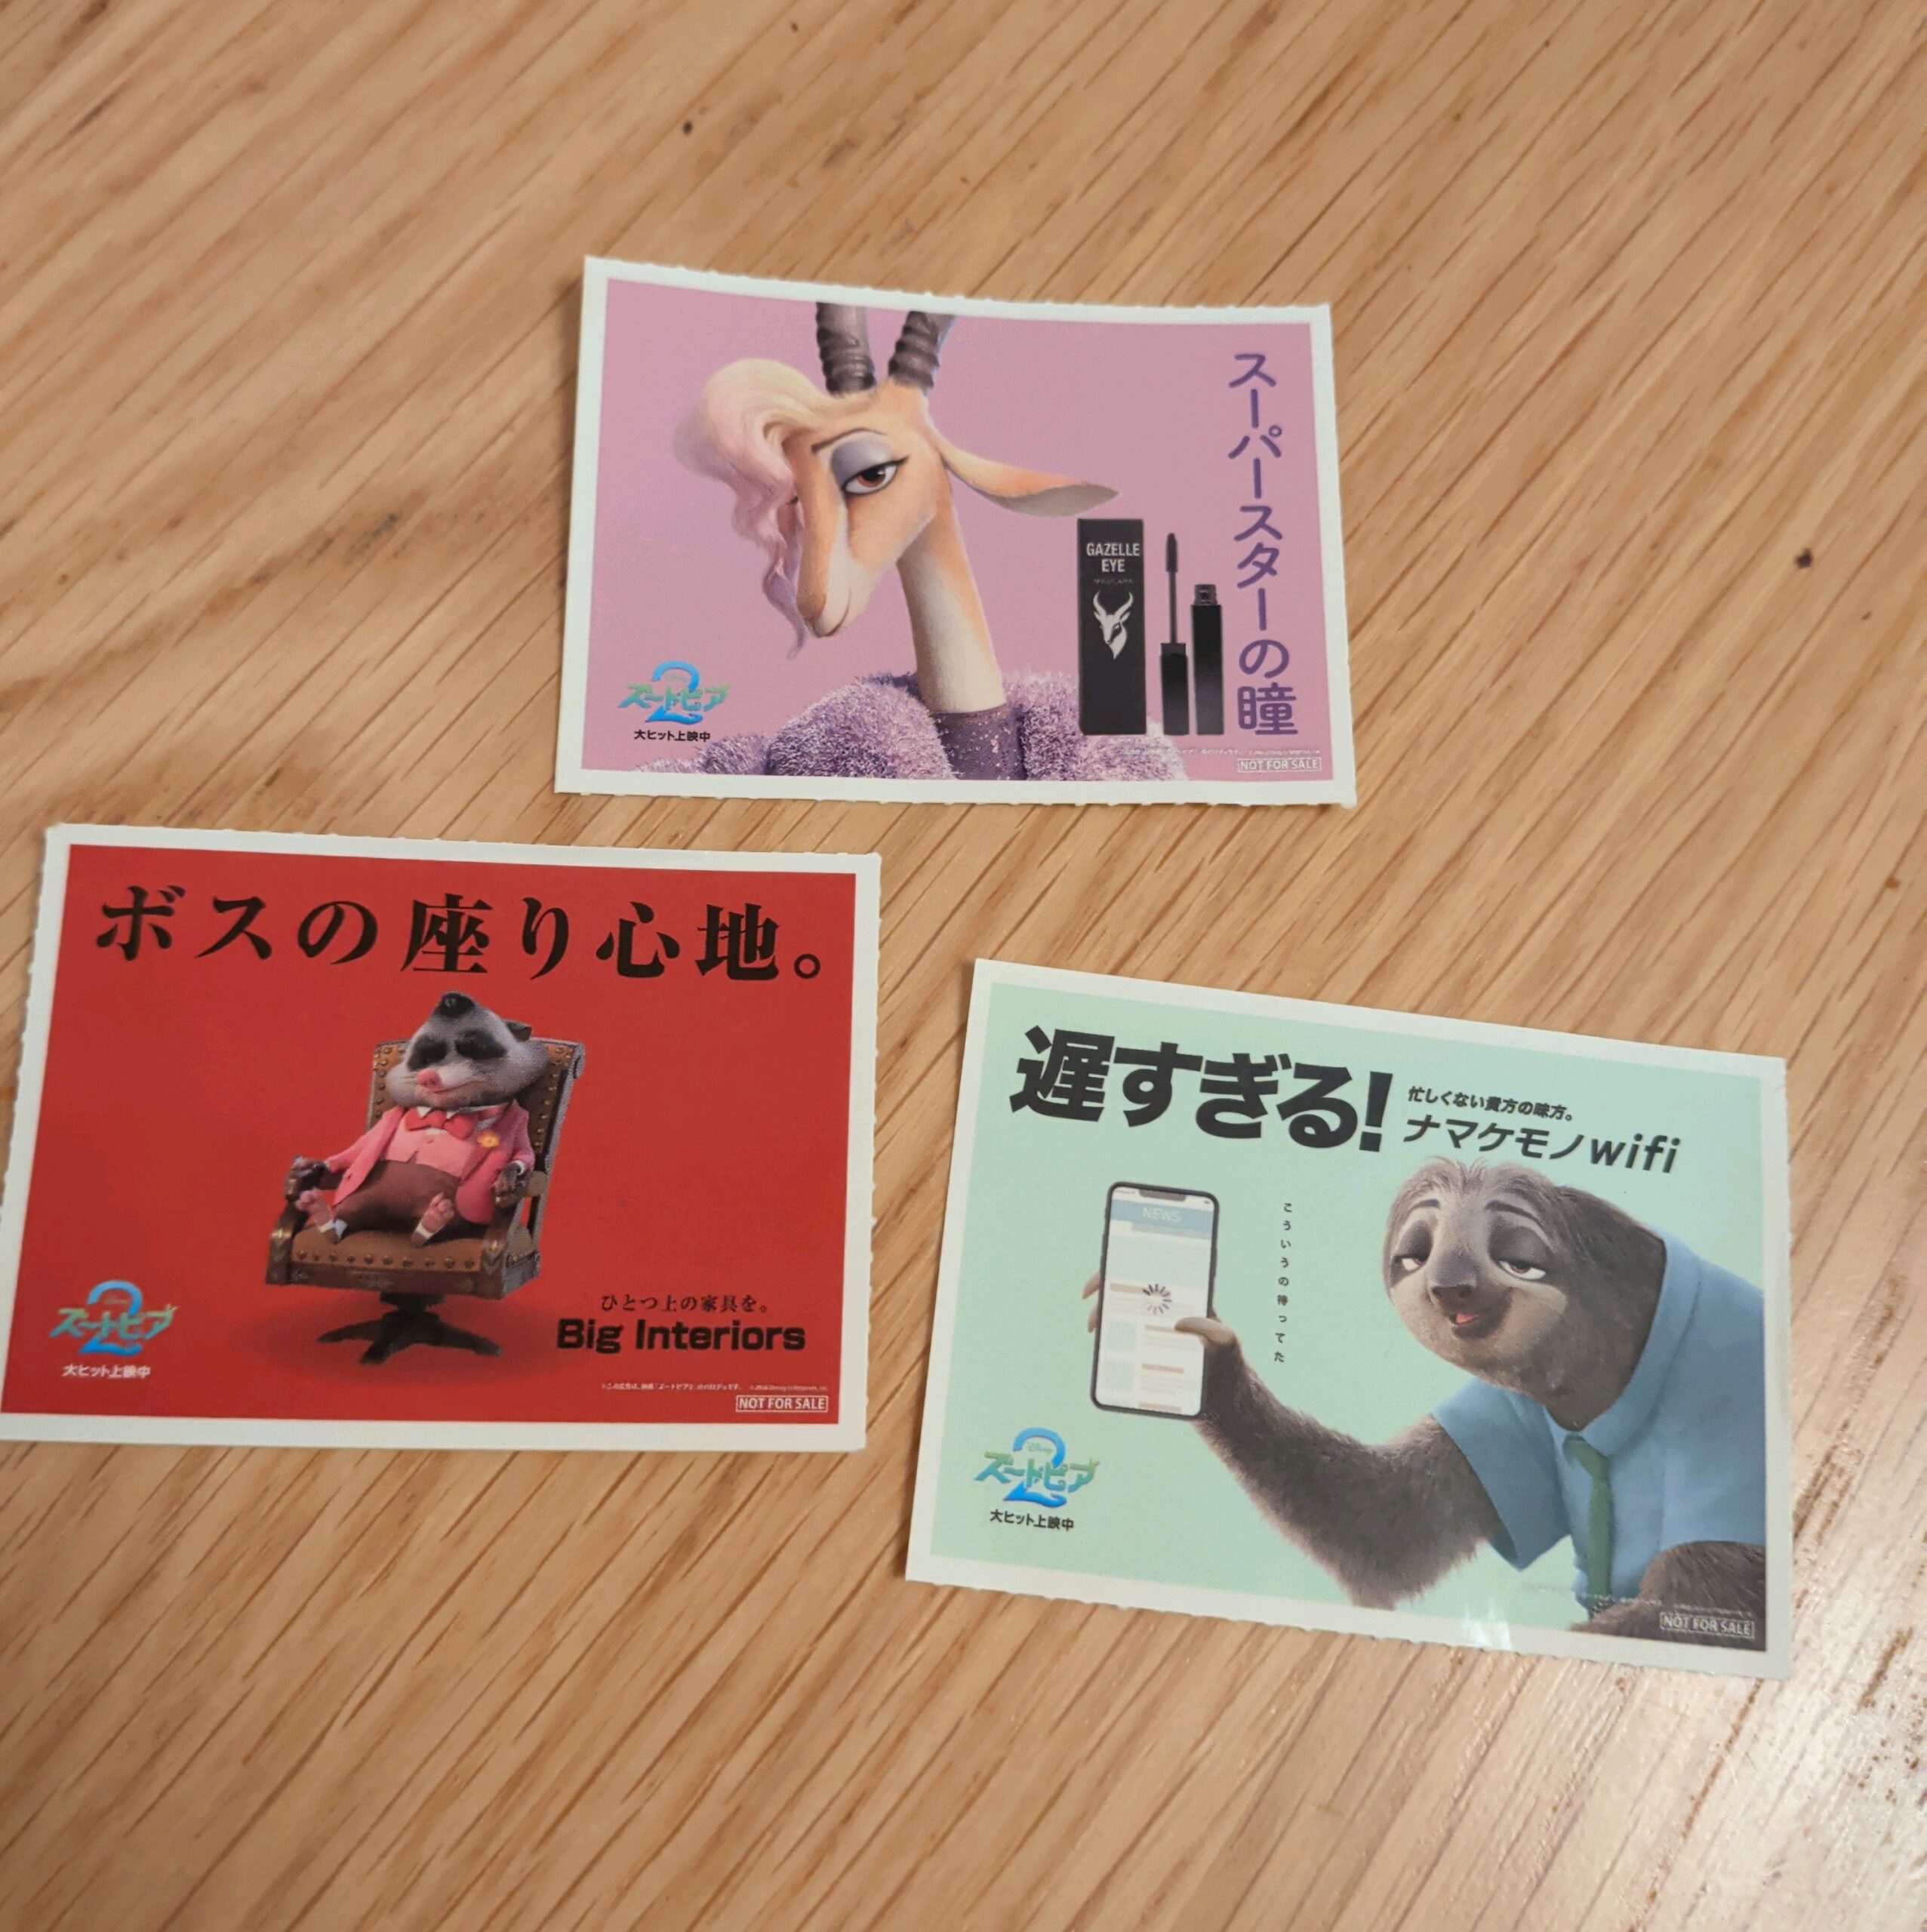 スーパースターの瞳
GAZELLE
EYE
MASCARA
ズートピア
2
大ヒット上映中
NOT FOR SALE
ボスの座り心地。
ひとつ上の家具を。
Big Interiors
ズートピア
2
大ヒット上映中
NOT FOR SALE
遅すぎる!
忙しくない貴方の味方。
ナマケモノwifi
NEWS
こういうの待ってた
Disney
ズートピア
2
大ヒット上映中
NOT FOR SALE